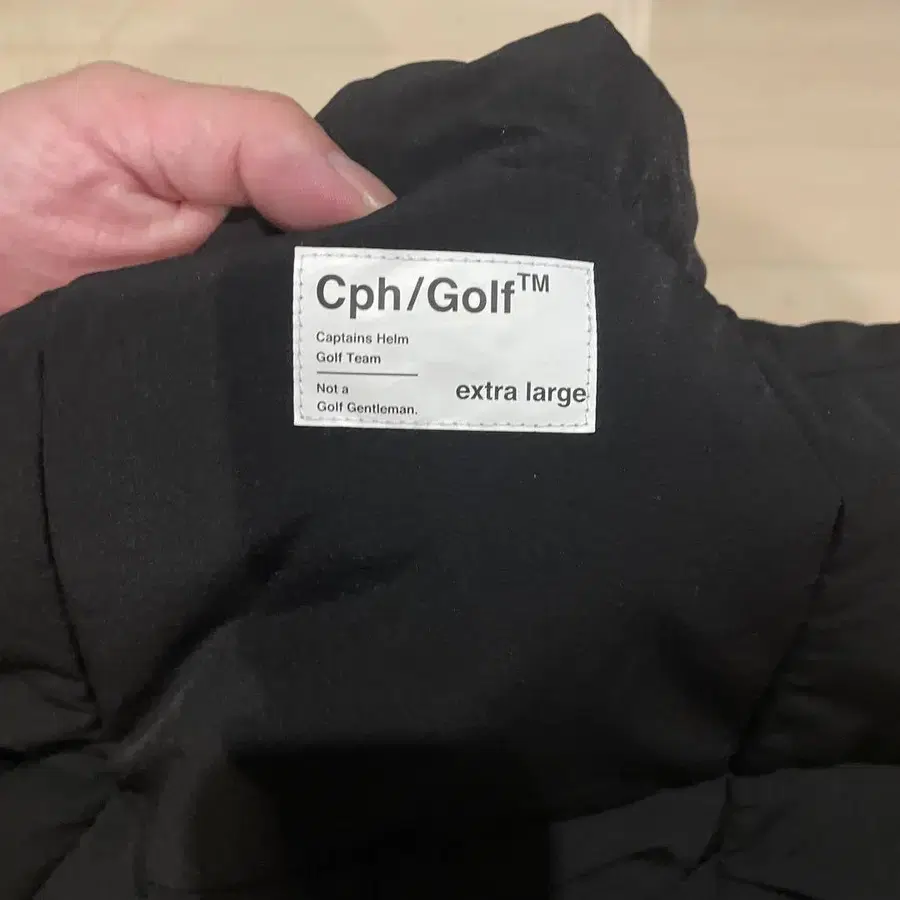 Cph/Golf™
Captains Helm
Golf Team
Not a
Golf Gentleman.
extra large